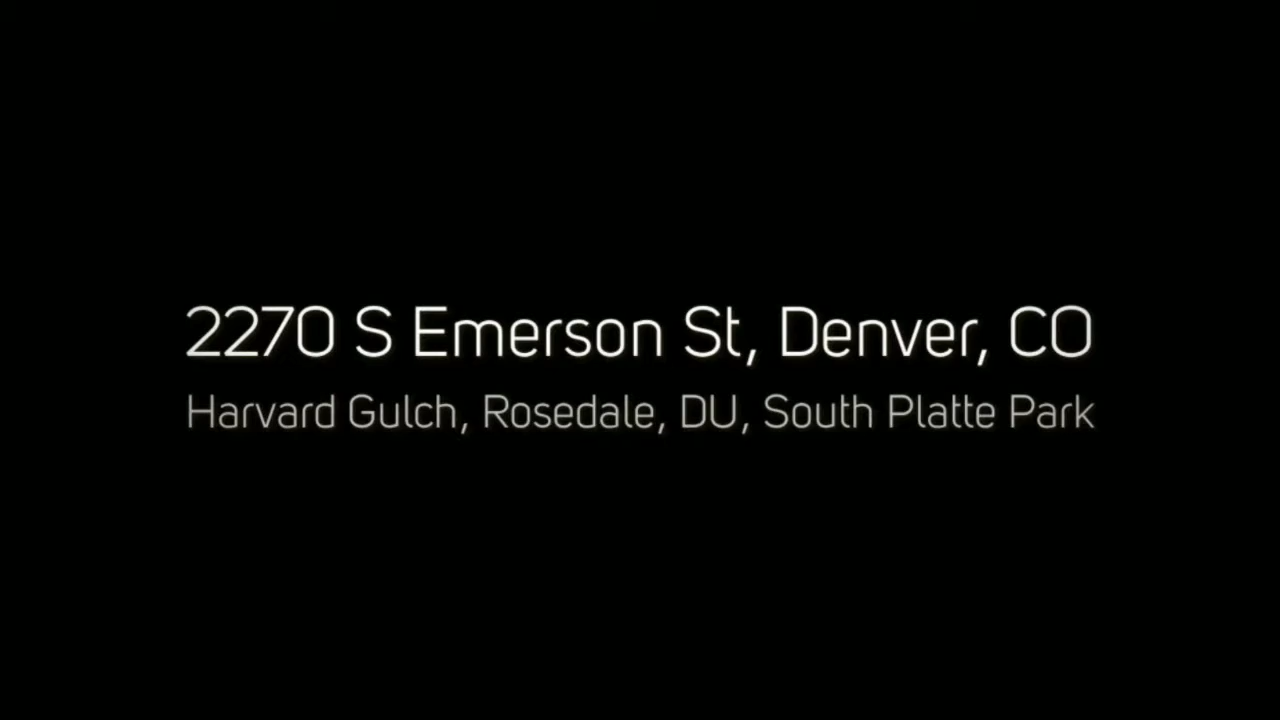 2270 S Emerson St, Denver, CO
Harvard Gulch, Rosedale, DU, South Platte Park